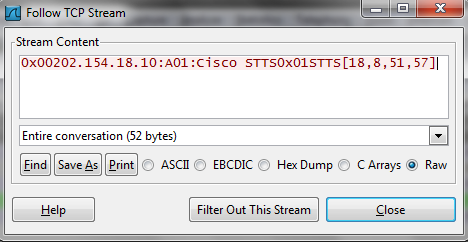 Follow TCP Stream
Stream Content
0x00202.154.18.10:A01:Cisco STTS0x01STTS[18,8,51,57]
Entire conversation (52 bytes)
Find Save As Print ASCII EBCDIC Hex Dump C Arrays Raw
Help Filter Out This Stream Close